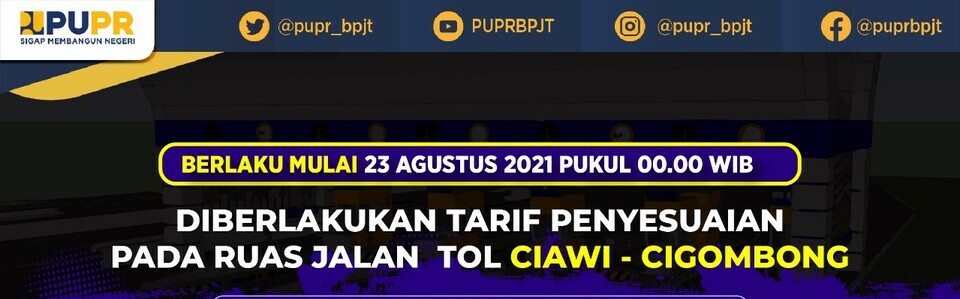 PUPR
SIGAP MEMBANGUN NEGERI
@pupr_bpjt
PUPRBPJT
@pupr_bpjt
@puprbpjt
BERLAKU MULAI 23 AGUSTUS 2021 PUKUL 00.00 WIB
DIBERLAKUKAN TARIF PENYESUAIAN
PADA RUAS JALAN TOL CIAWI - CIGOMBONG